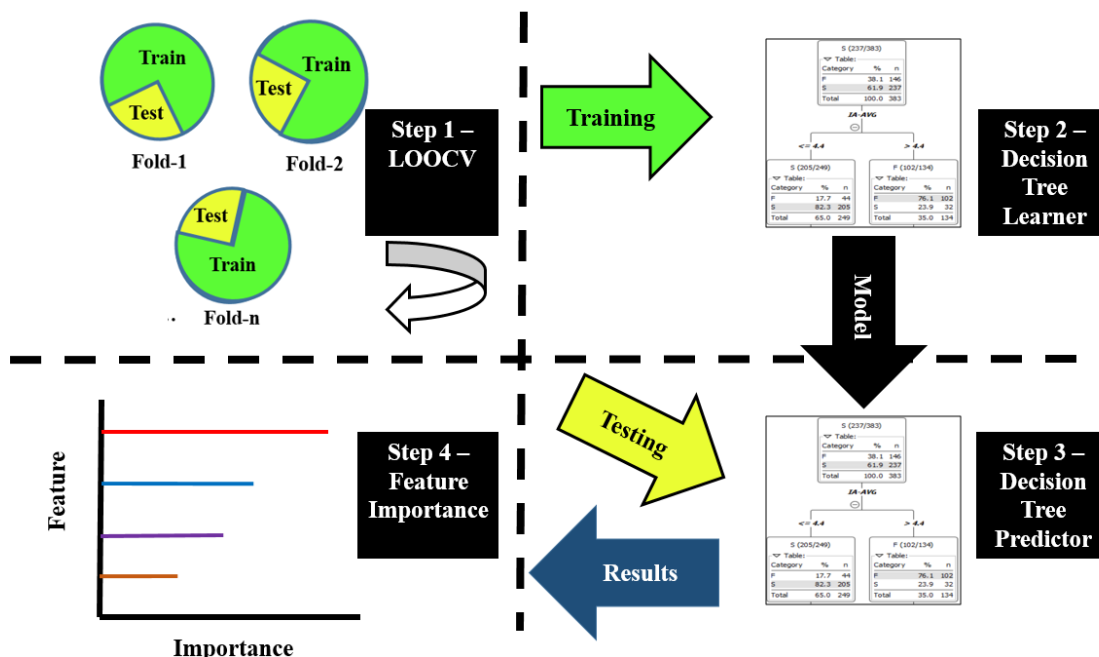 Train
Test
Fold-1
Train
Test
Fold-2
Test
Train
Fold-n
Step 1 –
LOOCV
Training
S (237/383)
Table:
Category % n
F 38.1 146
S 61.9 237
Total 100.0 383
IA-AVG
<= 4.4 > 4.4
S (205/249)
Table:
Category % n
F 17.7 44
S 82.3 205
Total 65.0 249
F (102/134)
Table:
Category % n
F 76.1 102
S 23.9 32
Total 35.0 134
Step 2 –
Decision
Tree
Learner
Model
Feature
Importance
Step 4 –
Feature
Importance
Testing
Results
S (237/383)
Table:
Category % n
F 38.1 146
S 61.9 237
Total 100.0 383
IA-AVG
<= 4.4 > 4.4
S (205/249)
Table:
Category % n
F 17.7 44
S 82.3 205
Total 65.0 249
F (102/134)
Table:
Category % n
F 76.1 102
S 23.9 32
Total 35.0 134
Step 3 –
Decision
Tree
Predictor